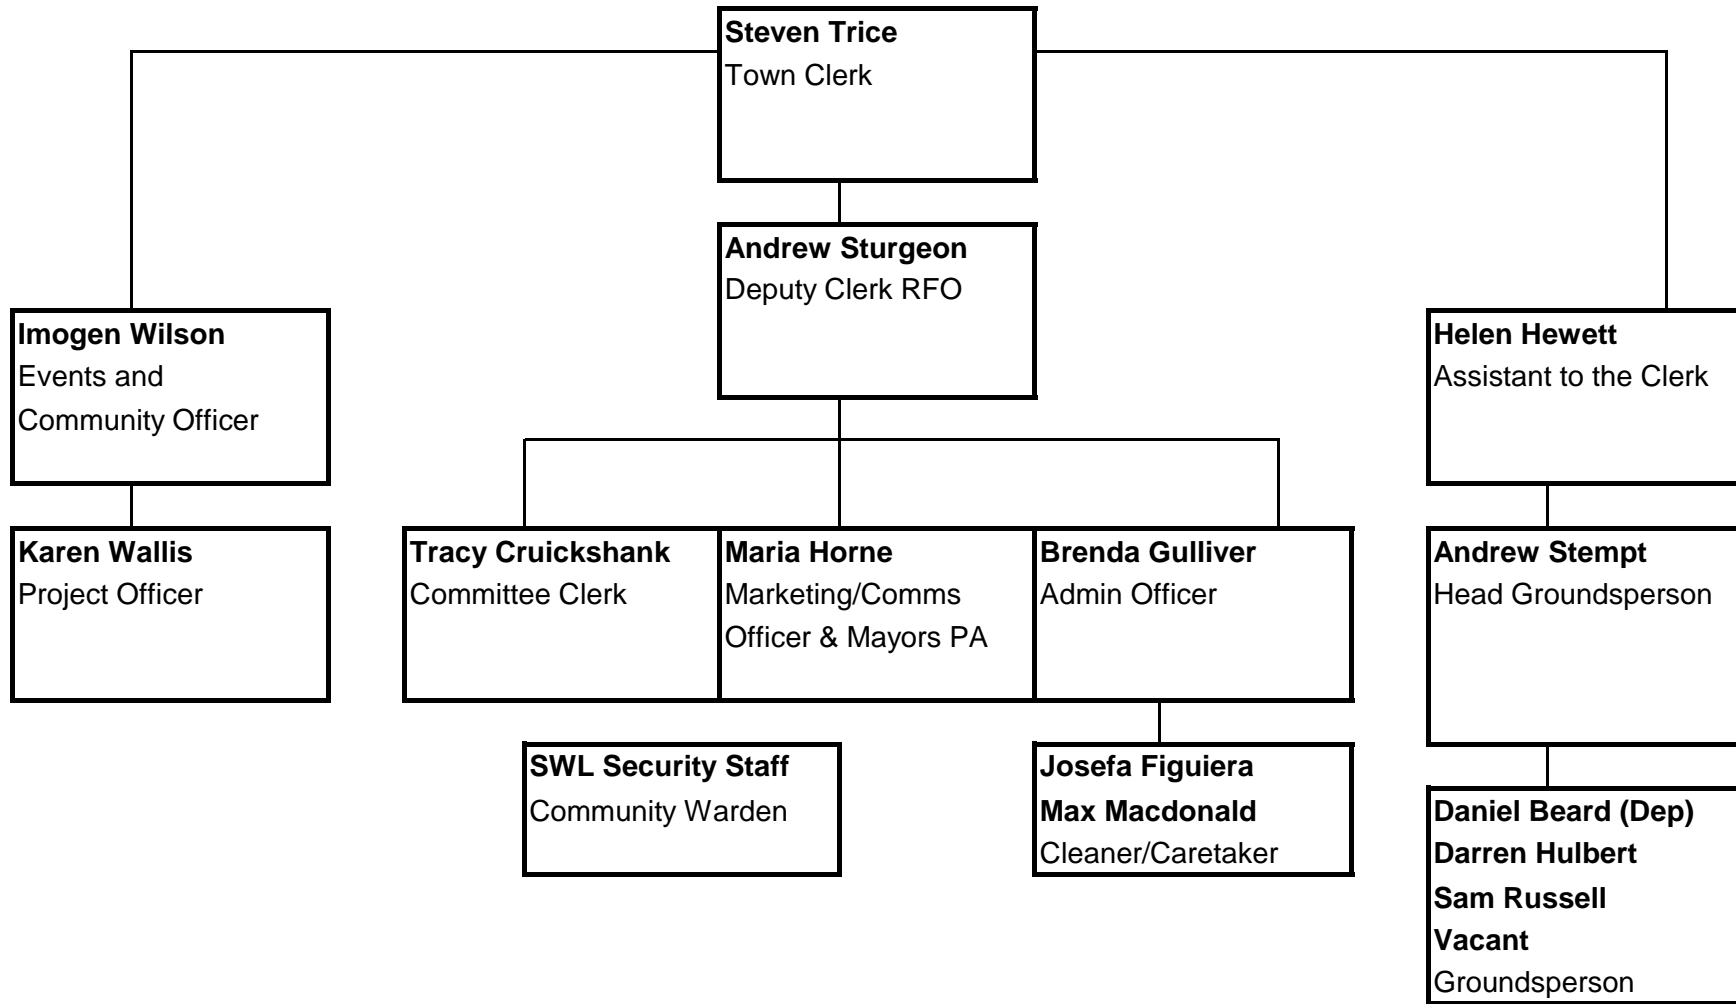 Steven Trice
Town Clerk
Andrew Sturgeon
Deputy Clerk RFO
Imogen Wilson
Events and
Community Officer
Helen Hewett
Assistant to the Clerk
Karen Wallis
Project Officer
Tracy Cruickshank
Committee Clerk
Maria Horne
Marketing/Comms
Officer & Mayors PA
Brenda Gulliver
Admin Officer
Andrew Stempt
Head Groundsperson
SWL Security Staff
Community Warden
Josefa Figuiera
Max Macdonald
Cleaner/Caretaker
Daniel Beard (Dep)
Darren Hulbert
Sam Russell
Vacant
Groundsperson